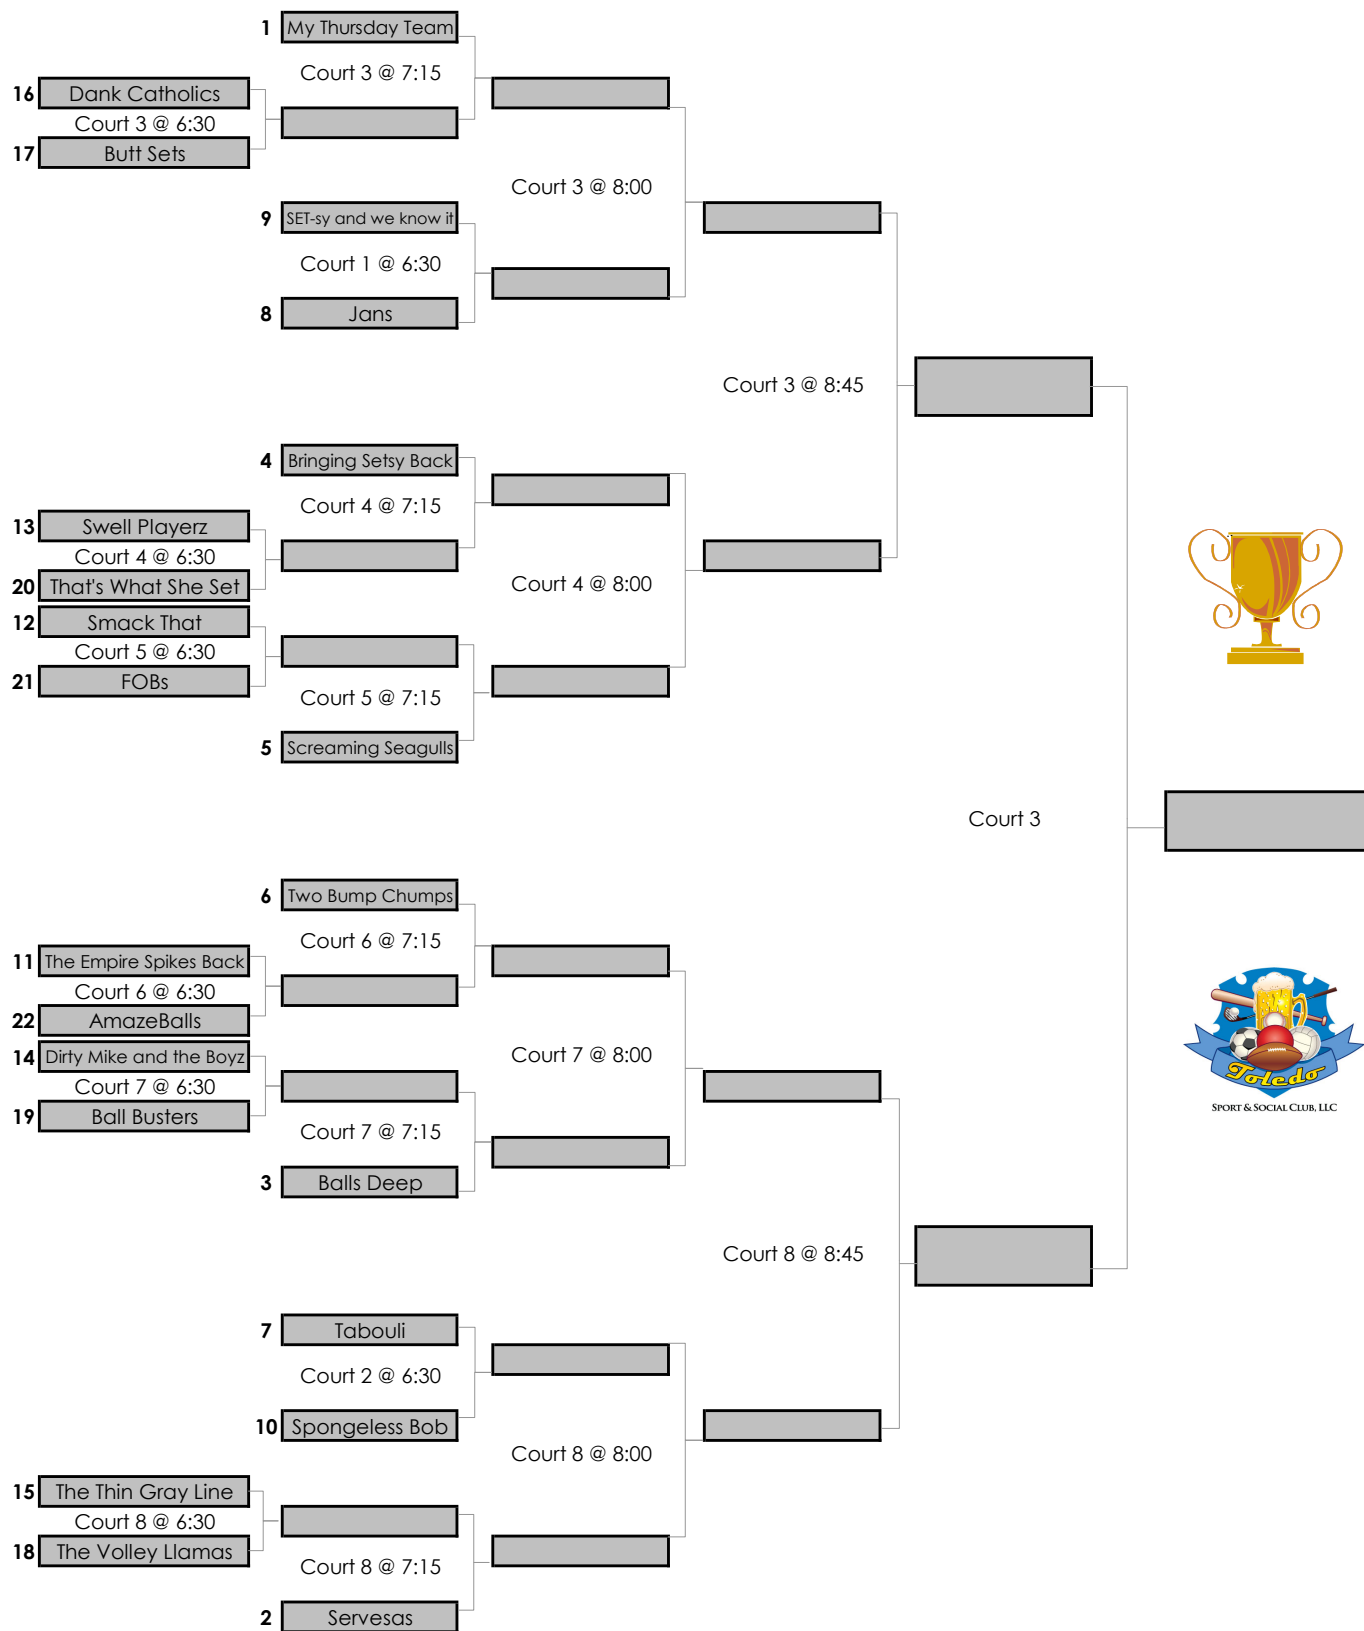 1 My Thursday Team
Court 3 @ 7:15
16 Dank Catholics
Court 3 @ 6:30
17 Butt Sets
Court 3 @ 8:00
9 SET-sy and we know it
Court 1 @ 6:30
8 Jans
Court 3 @ 8:45
4 Bringing Setsy Back
Court 4 @ 7:15
13 Swell Playerz
Court 4 @ 6:30
20 That's What She Set
Court 4 @ 8:00
12 Smack That
Court 5 @ 6:30
21 FOBs
Court 5 @ 7:15
5 Screaming Seagulls
Court 3
6 Two Bump Chumps
Court 6 @ 7:15
11 The Empire Spikes Back
Court 6 @ 6:30
22 AmazeBalls
14 Dirty Mike and the Boyz
Court 7 @ 8:00
Court 7 @ 6:30
19 Ball Busters
Court 7 @ 7:15
3 Balls Deep
Toledo
SPORT & SOCIAL CLUB, LLC
Court 8 @ 8:45
7 Tabouli
Court 2 @ 6:30
10 Spongeless Bob
Court 8 @ 8:00
15 The Thin Gray Line
Court 8 @ 6:30
18 The Volley Llamas
Court 8 @ 7:15
2 Servesas